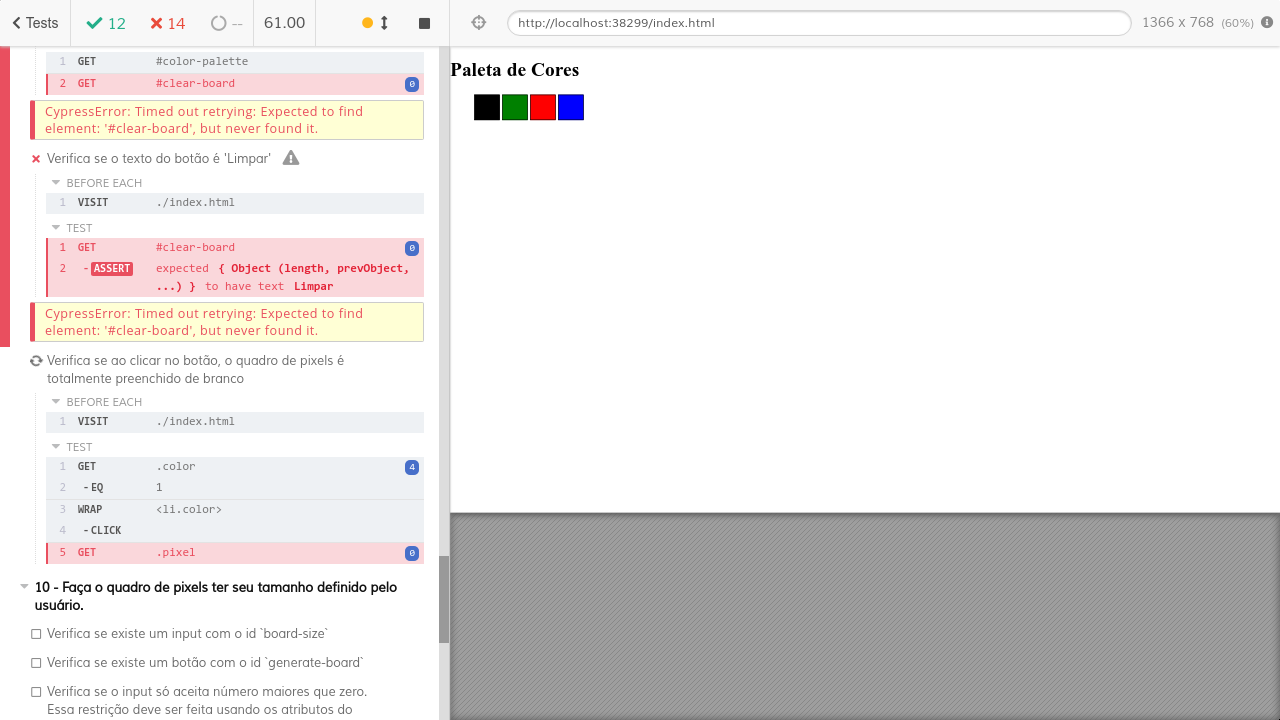 Tests 12 14 -- 61.00 http://localhost:38299/index.html 1366 x 768 (60%)
1 GET #color-palette
2 GET #clear-board 0
CypressError: Timed out retrying: Expected to find
element: '#clear-board', but never found it.
Verifica se o texto do botão é 'Limpar'
BEFORE EACH
1 VISIT ./index.html
TEST
1 GET #clear-board 0
2 -ASSERT expected { Object (length, prevObject,
...) } to have text Limpar
CypressError: Timed out retrying: Expected to find
element: '#clear-board', but never found it.
Verifica se ao clicar no botão, o quadro de pixels é
totalmente preenchido de branco
BEFORE EACH
1 VISIT ./index.html
TEST
1 GET .color 4
2 -EQ 1
3 WRAP <li.color>
4 -CLICK
5 GET .pixel 0
10 - Faça o quadro de pixels ter seu tamanho definido pelo
usuário.
Verifica se existe um input com o id `board-size`
Verifica se existe um botão com o id `generate-board`
Verifica se o input só aceita número maiores que zero.
Essa restrição deve ser feita usando os atributos do
Paleta de Cores